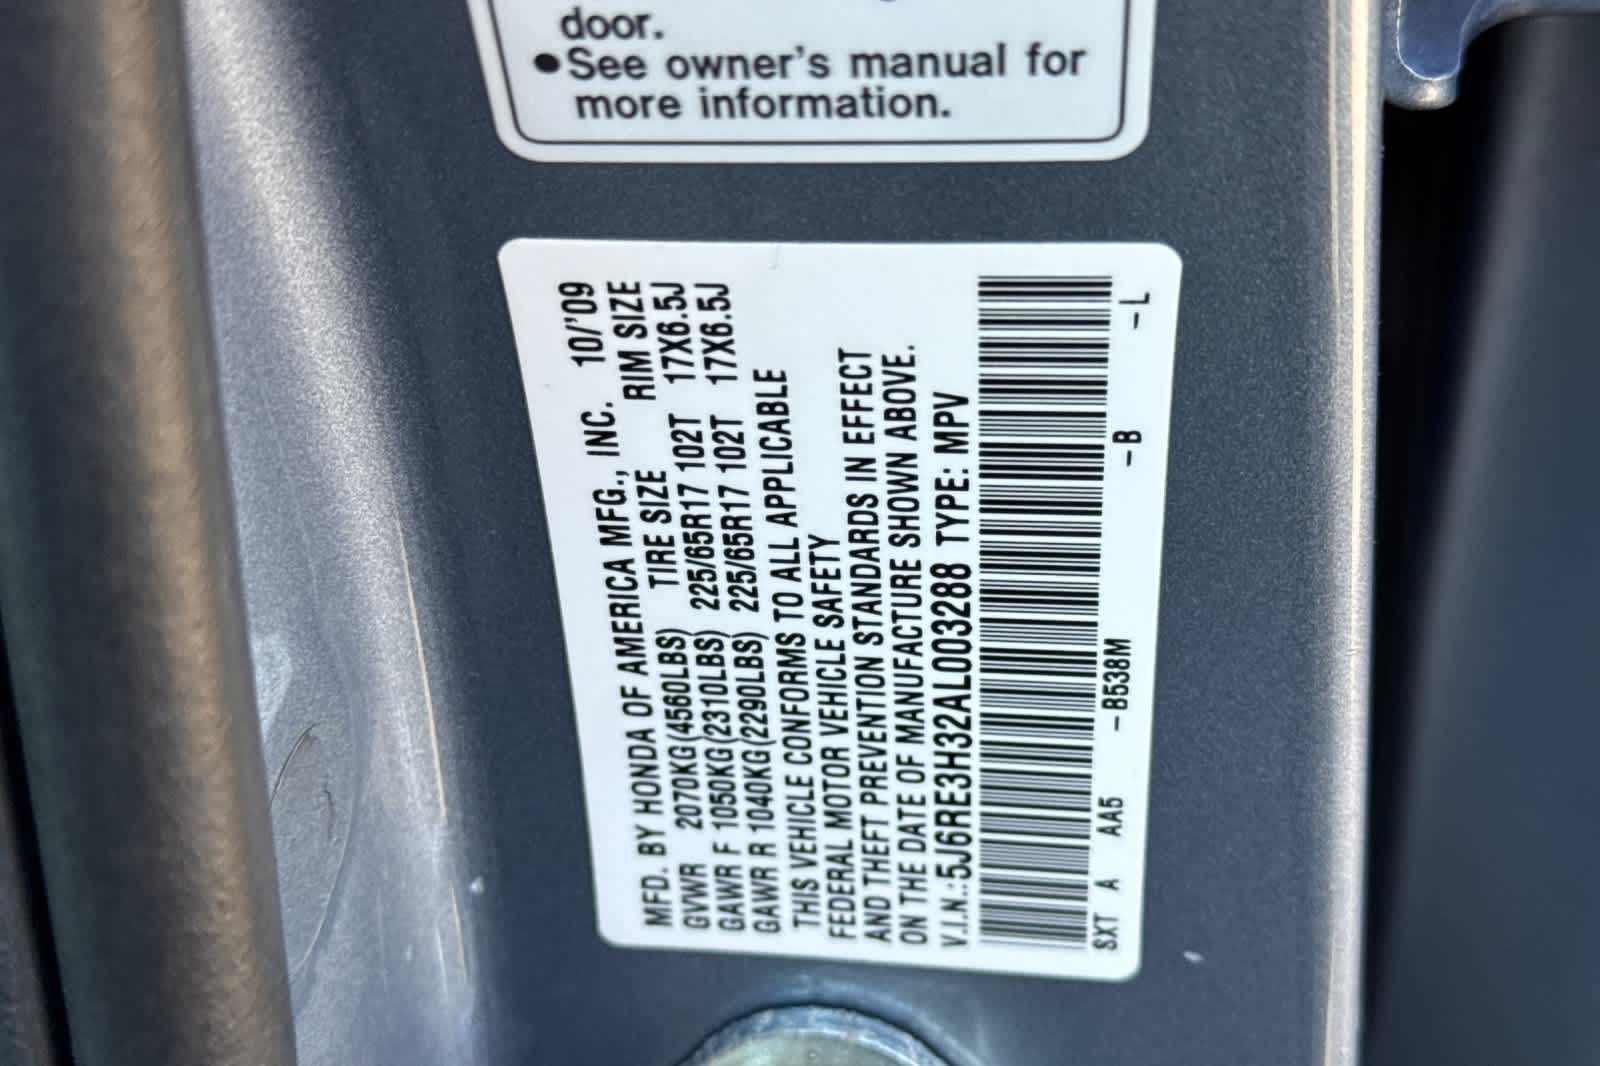 door.
●See owner's manual for
more information.
MFD. BY HONDA OF AMERICA MFG., INC. 10/'09
GVWR 2070KG(4560LBS) TIRE SIZE RIM SIZE
GAWR F 1050KG(2310LBS) 225/65R17 102T 17X6.5J
GAWR R 1040KG(2290LBS) 225/65R17 102T 17X6.5J
THIS VEHICLE CONFORMS TO ALL APPLICABLE
FEDERAL MOTOR VEHICLE SAFETY
AND THEFT PREVENTION STANDARDS IN EFFECT
ON THE DATE OF MANUFACTURE SHOWN ABOVE.
V.I.N.:5J6RE3H32AL003288 TYPE: MPV
SXT A AA5 -B538M -B -L